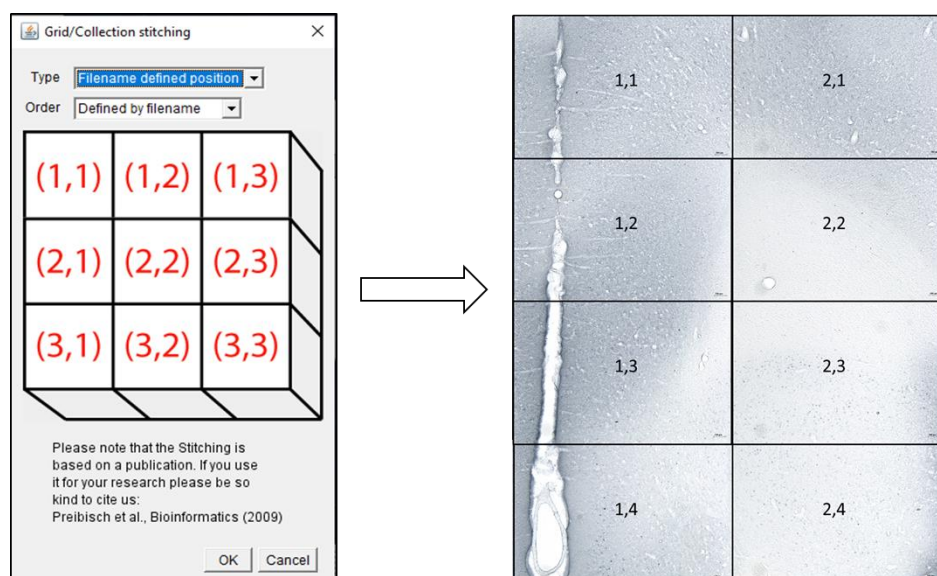 Grid/Collection stitching
Type Filename defined position
Order Defined by filename
(1,1) (1,2) (1,3)
(2,1) (2,2) (2,3)
(3,1) (3,2) (3,3)
Please note that the Stitching is
based on a publication. If you use
it for your research please be so
kind to cite us:
Preibisch et al., Bioinformatics (2009)
OK Cancel
1,1 2,1
1,2 2,2
1,3 2,3
1,4 2,4